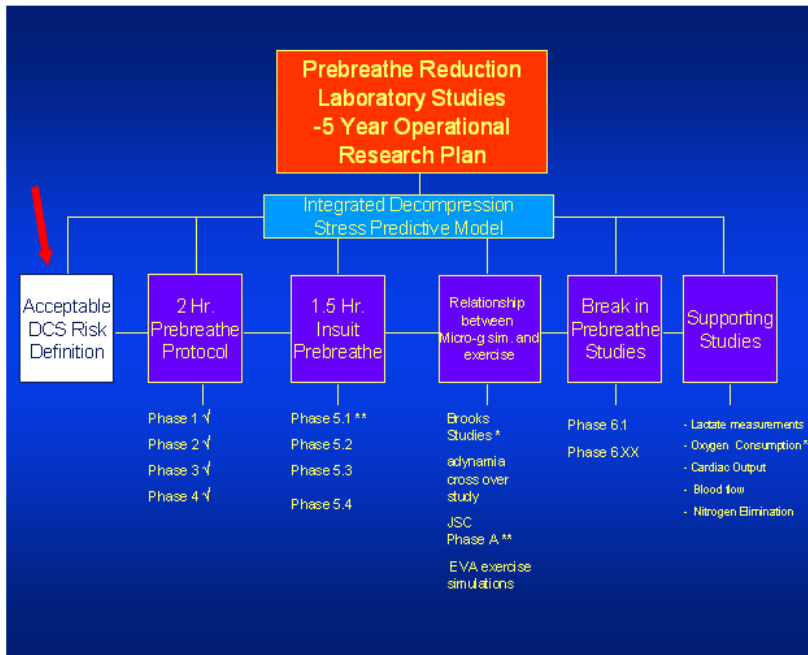 Prebreathe Reduction
Laboratory Studies
-5 Year Operational
Research Plan
Integrated Decompression
Stress Predictive Model
Acceptable
DCS Risk
Definition
2 Hr.
Prebreathe
Protocol
1.5 Hr.
Insuit
Prebreathe
Relationship
between
Micro-g sim. and
exercise
Break in
Prebreathe
Studies
Supporting
Studies
Phase 1 √
Phase 2 √
Phase 3 √
Phase 4 √
Phase 5.1 **
Phase 5.2
Phase 5.3
Phase 5.4
Brooks
Studies *
adynamia
cross over
study
JSC
Phase A **
EVA exercise
simulations
Phase 6.1
Phase 6.XX
- Lactate measurements
- Oxygen Consumption*
- Cardiac Output
- Blood flow
- Nitrogen Elimination